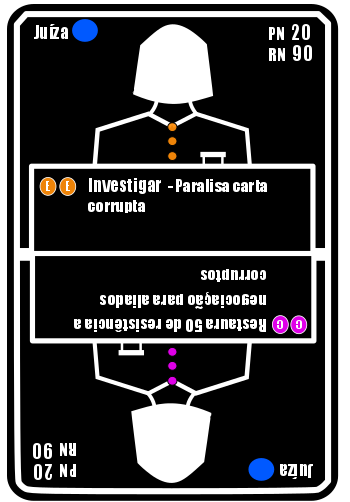 Juíza
PN 20
RN 90
E E Investigar - Paralisa carta
corrupta
G G Restaura 50 de resistência a
negociação para aliados
corruptos
Juíza
PN 20
RN 90